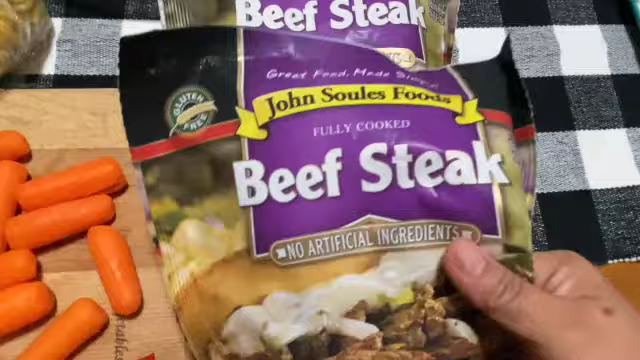 Beef Steak
Great Food. Made Simple
John Soules Foods
GLUTEN
FREE
FULLY COOKED
Beef Steak
NO ARTIFICIAL INGREDIENTS